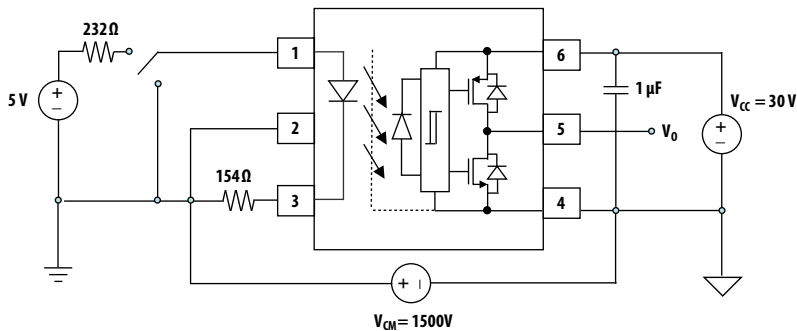 232Ω
5 V
+
−
1
2
154Ω
3
6
5
4
1 µF
V₀
V_CC = 30 V
+
−
+ −
V_CM = 1500V